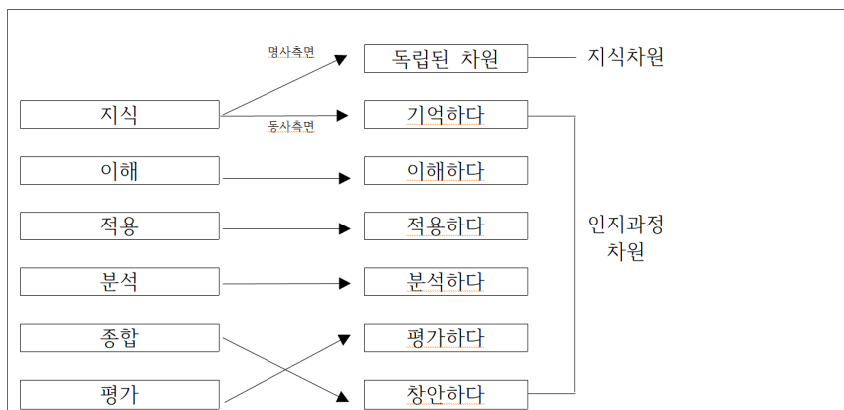 명사측면
독립된 차원
지식차원
지식
동사측면
기억하다
이해
이해하다
적용
적용하다
인지과정
차원
분석
분석하다
종합
평가하다
평가
창안하다